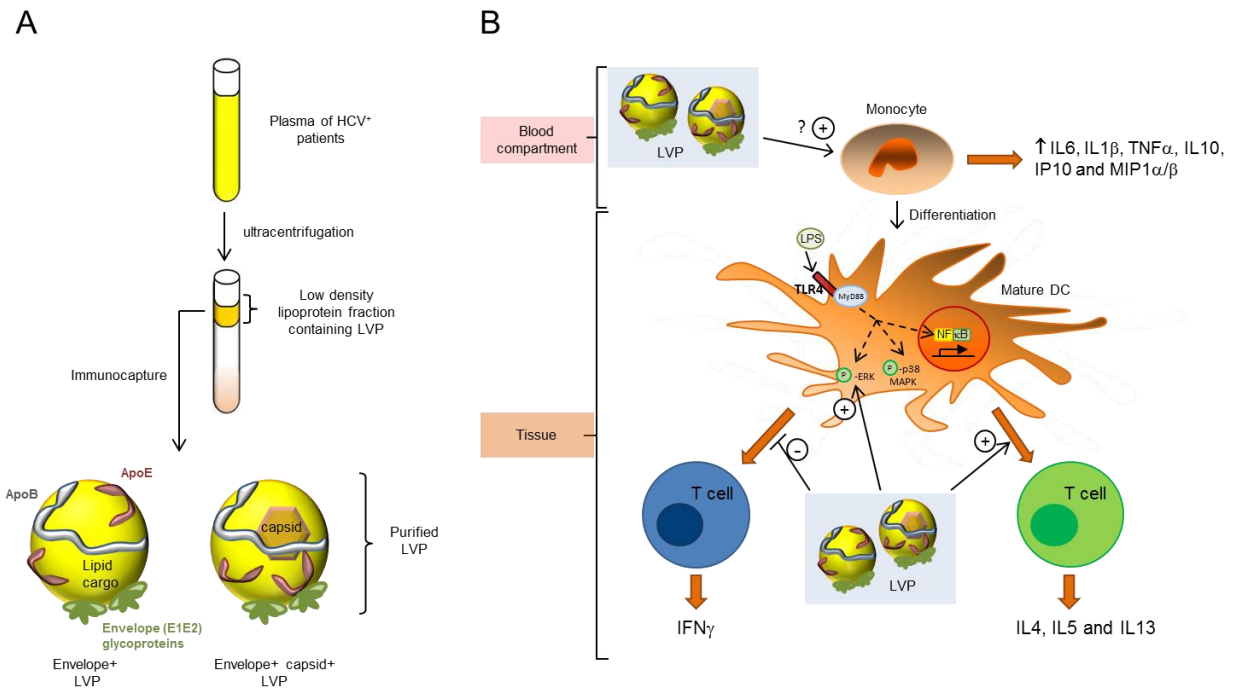 A
Plasma of HCV⁺
patients
ultracentrifugation
Low density
lipoprotein fraction
containing LVP
Immunocapture
ApoE
ApoB
capsid
Lipid
cargo
Purified
LVP
Envelope (E1E2)
glycoproteins
Envelope+
LVP
Envelope+ capsid+
LVP
B
Blood
compartment
LVP
? +
Monocyte
↑ IL6, IL1β, TNFα, IL10,
IP10 and MIP1α/β
Differentiation
LPS
TLR4
MyD88
Mature DC
NF κB
P -ERK
P -p38
MAPK
+
Tissue
-
+
T cell
T cell
LVP
IFNγ
IL4, IL5 and IL13